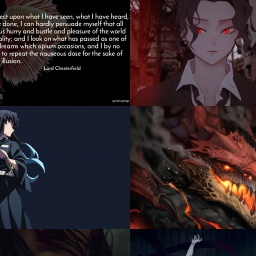 ect upon what I have seen, what I have heard,
done, I can hardly persuade myself that all
us hurry and bustle and pleasure of the world
ality; and I look on what has passed as one of
dreams which opium occasions, and I by no
to repeat the nauseous dose for the sake of
illusion.
Lord Chesterfield